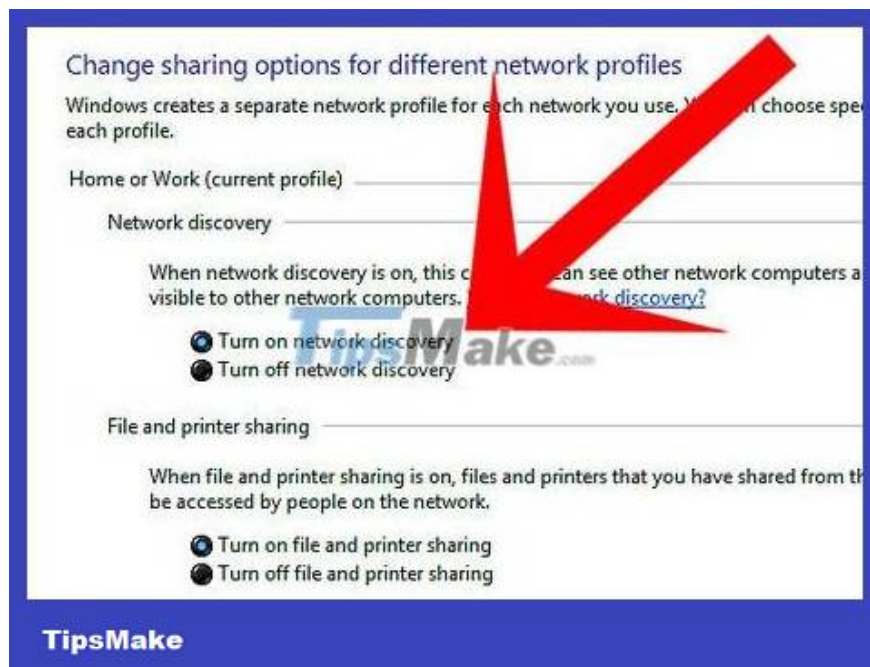 Change sharing options for different network profiles
Windows creates a separate network profile for each network you use. choose spe
each profile.
Home or Work (current profile)
Network discovery
When network discovery is on, this can see other network computers a
visible to other network computers. discovery?
Turn on network discovery
Turn off network discovery
TipsMake.com
File and printer sharing
When file and printer sharing is on, files and printers that you have shared from th
be accessed by people on the network.
Turn on file and printer sharing
Turn off file and printer sharing
TipsMake